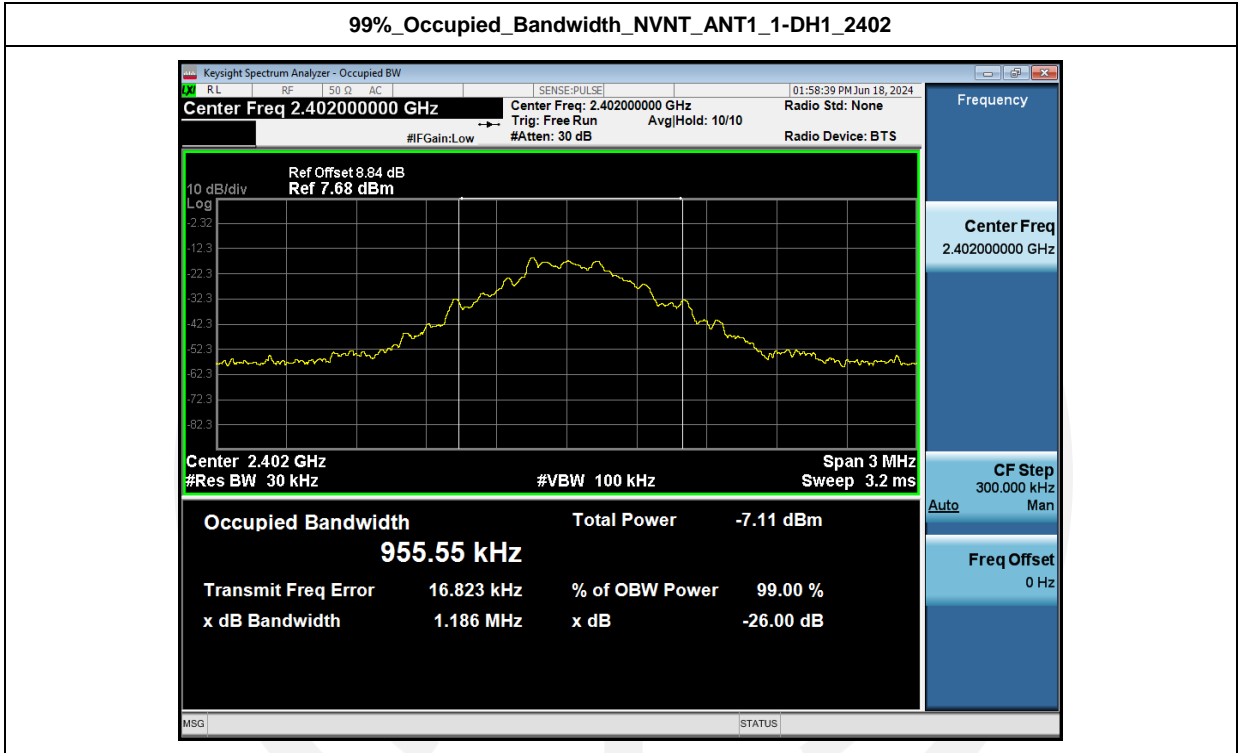 99%_Occupied_Bandwidth_NVNT_ANT1_1-DH1_2402
Keysight Spectrum Analyzer - Occupied BW
LXI RL RF 50 Ω AC SENSE:PULSE 01:58:39 PM Jun 18, 2024
Center Freq 2.402000000 GHz
Center Freq: 2.402000000 GHz Radio Std: None
Trig: Free Run Avg|Hold: 10/10
#IFGain:Low #Atten: 30 dB Radio Device: BTS
Ref Offset 8.84 dB
10 dB/div Ref 7.68 dBm
Log
-2.32
-12.3
-22.3
-32.3
-42.3
-52.3
-62.3
-72.3
-82.3
Center 2.402 GHz Span 3 MHz
#Res BW 30 kHz #VBW 100 kHz Sweep 3.2 ms
Occupied Bandwidth Total Power -7.11 dBm
955.55 kHz
Transmit Freq Error 16.823 kHz % of OBW Power 99.00 %
x dB Bandwidth 1.186 MHz x dB -26.00 dB
MSG STATUS
Frequency
Center Freq
2.402000000 GHz
CF Step
300.000 kHz
Auto Man
Freq Offset
0 Hz